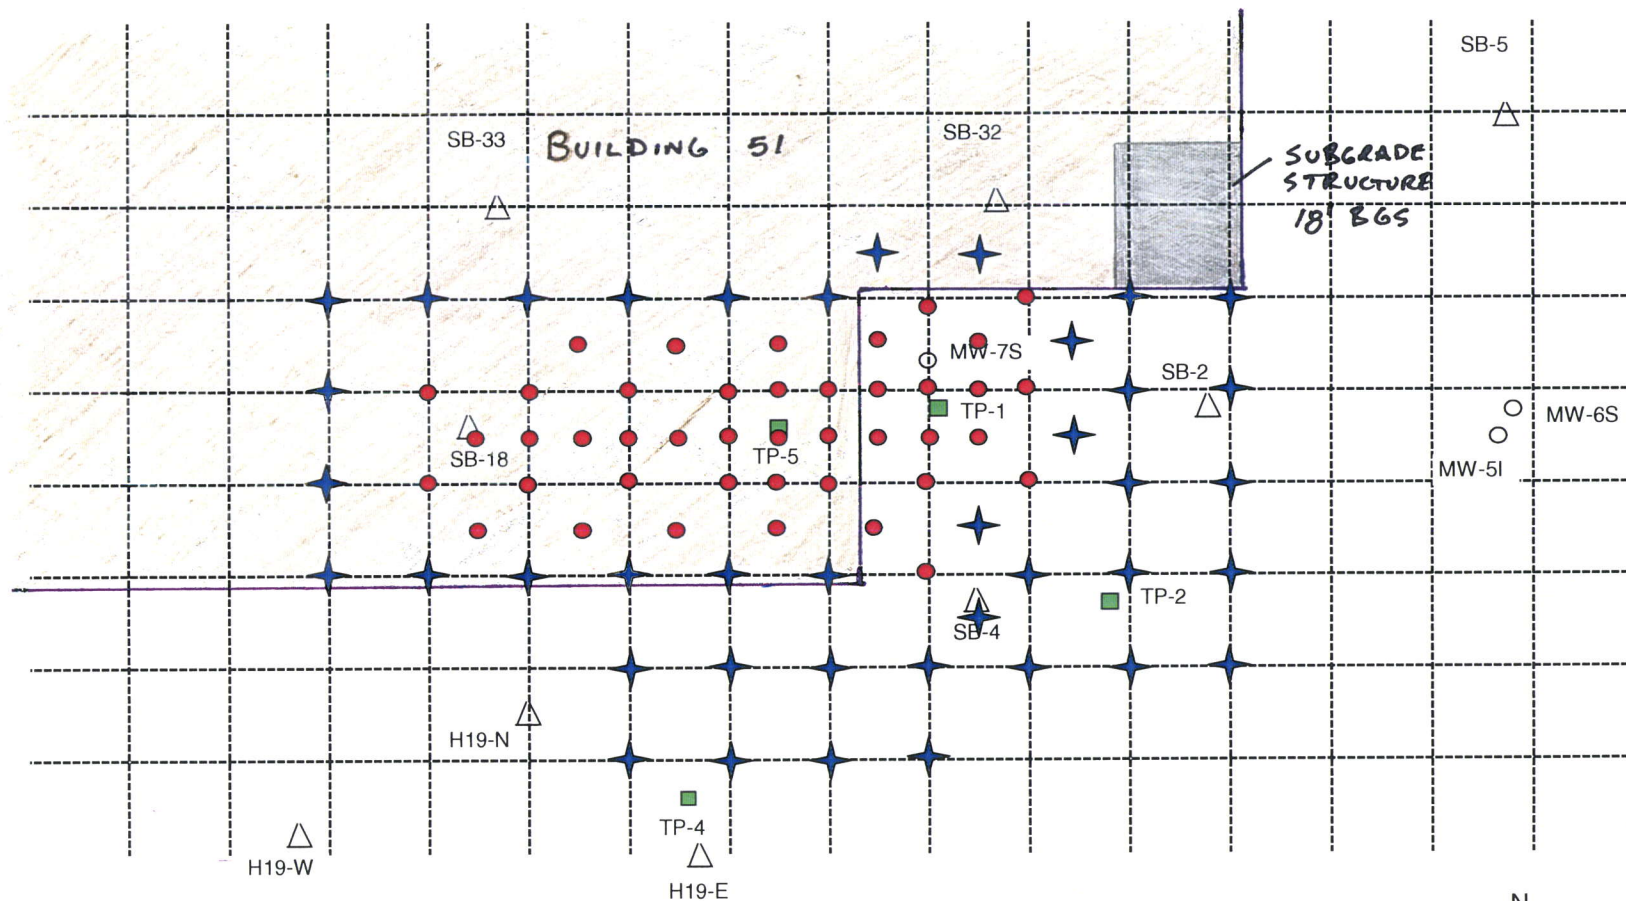 SB-5
SB-33
BUILDING 51
SB-32
SUBGRADE
STRUCTURE
18' BGS
MW-7S
SB-2
TP-1
MW-6S
SB-18
TP-5
MW-5I
TP-2
SB-4
H19-N
TP-4
H19-W
H19-E
N